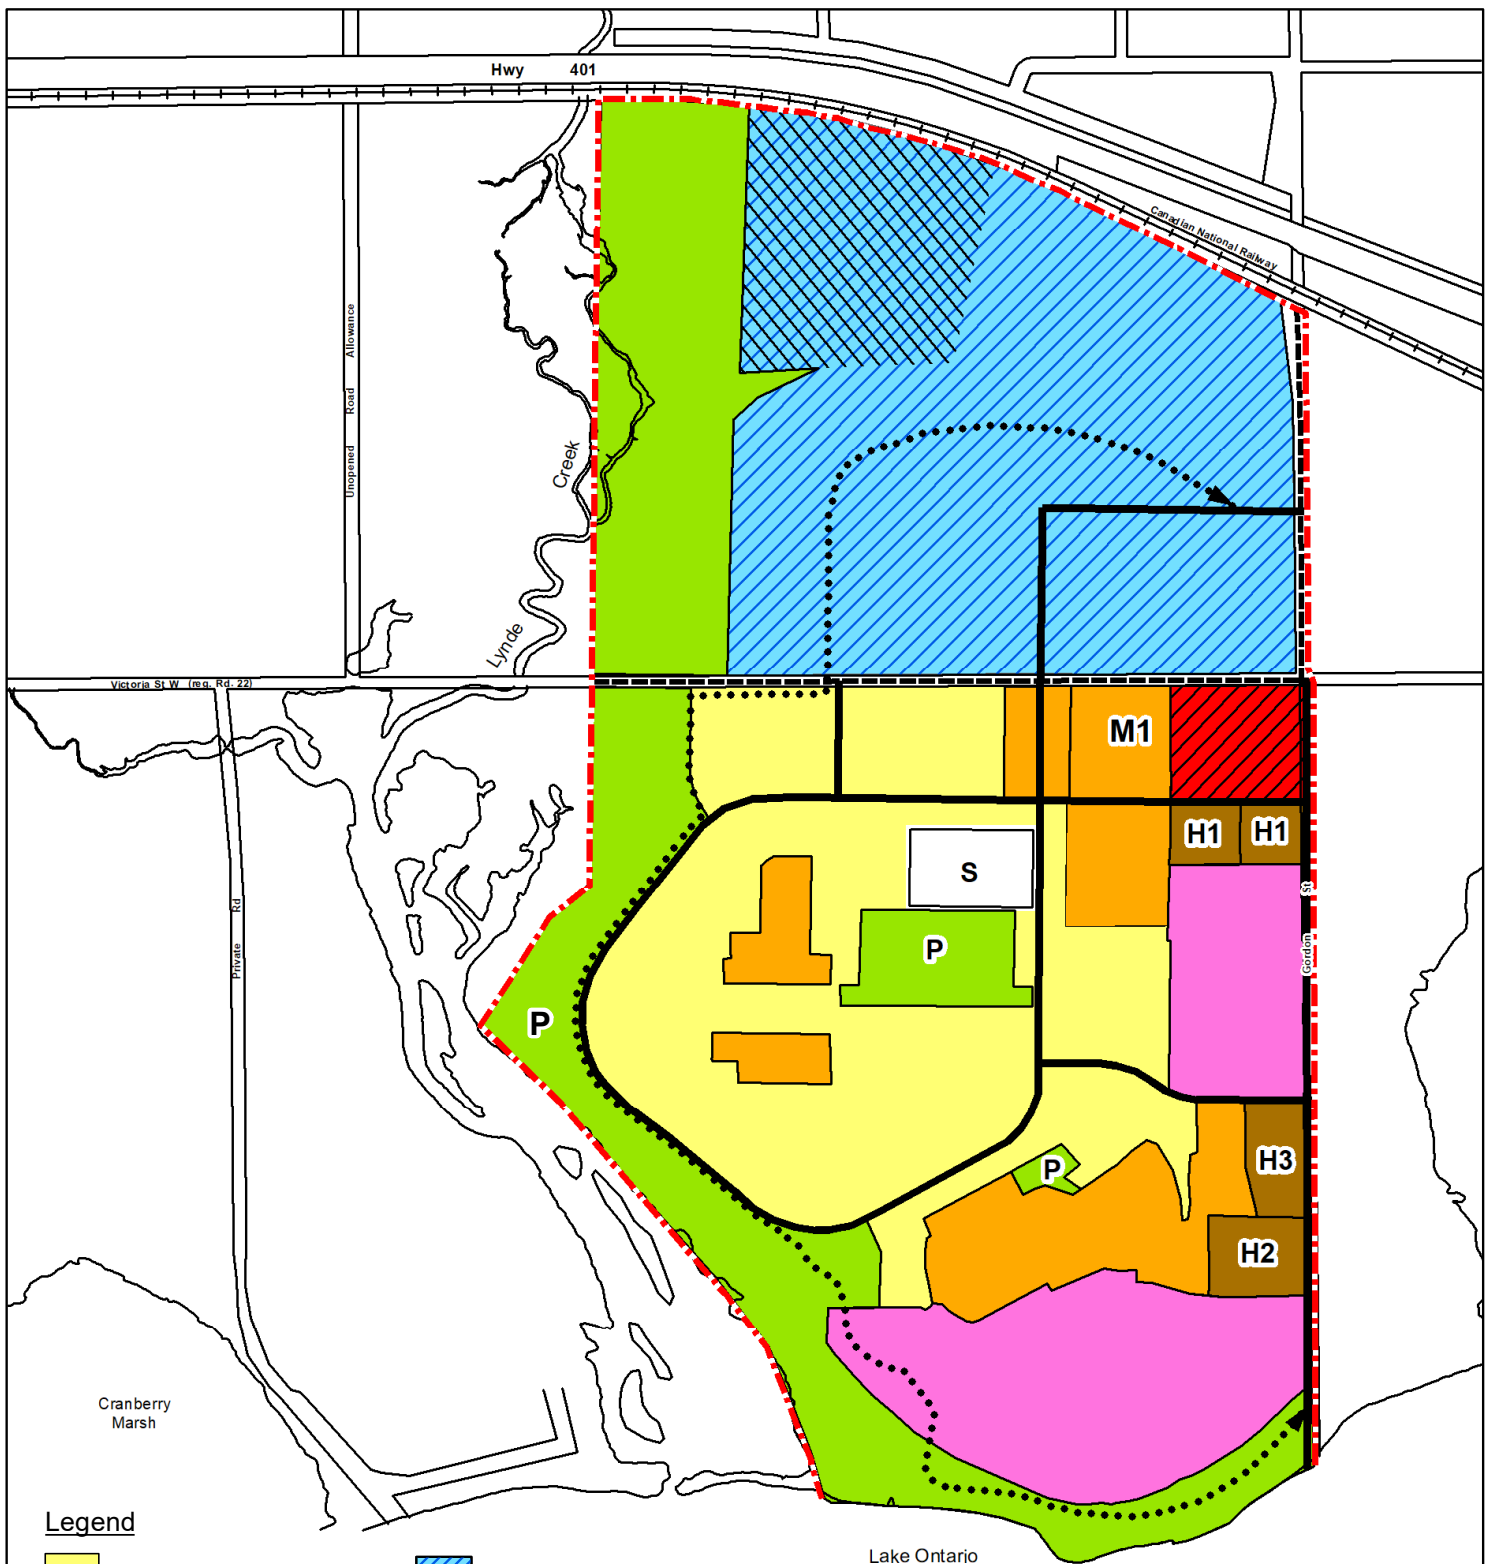 Hwy 401
Canadian National Railway
Unopened Road Allowance
Creek
Lynde
Victoria St W (reg. Rd. 22)
M1
H1 H1
S
P
Private Rd
Gordon St
P
P
H3
H2
Cranberry
Marsh
Legend
Lake Ontario